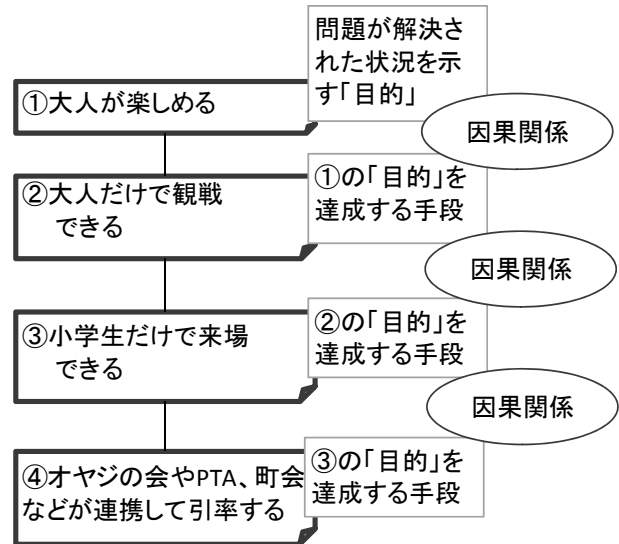 問題が解決さ
れた状況を示
す「目的」
①大人が楽しめる
因果関係
②大人だけで観戦
できる
①の「目的」を
達成する手段
因果関係
③小学生だけで来場
できる
②の「目的」を
達成する手段
因果関係
④オヤジの会やPTA、町会
などが連携して引率する
③の「目的」を
達成する手段